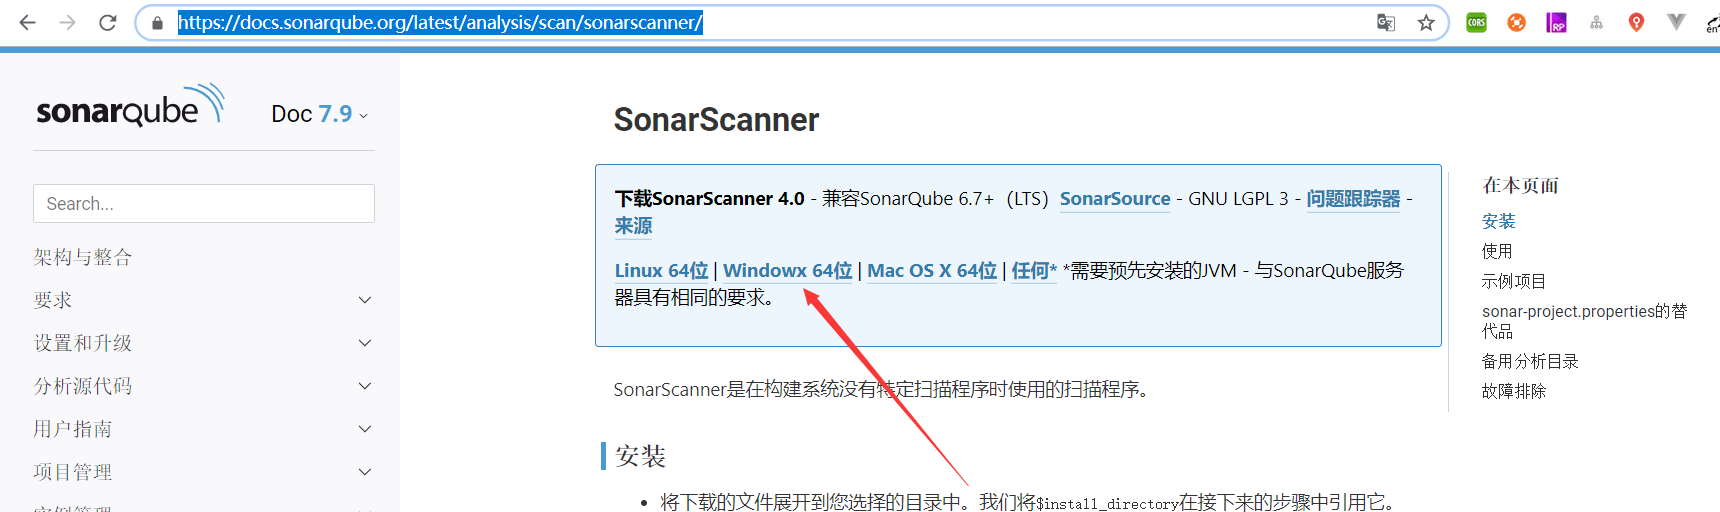 https://docs.sonarqube.org/latest/analysis/scan/sonarscanner/
CORS
RP
en
sonarqube
Doc 7.9
Search...
架构与整合
要求
设置和升级
分析源代码
用户指南
项目管理
SonarScanner
下载SonarScanner 4.0 - 兼容SonarQube 6.7+（LTS）SonarSource - GNU LGPL 3 - 问题跟踪器 -
来源
Linux 64位 | Windowx 64位 | Mac OS X 64位 | 任何* *需要预先安装的JVM - 与SonarQube服务
器具有相同的要求。
SonarScanner是在构建系统没有特定扫描程序时使用的扫描程序。
安装
• 将下载的文件展开到您选择的目录中。我们将$install_directory在接下来的步骤中引用它。
在本页面
安装
使用
示例项目
sonar-project.properties的替
代品
备用分析目录
故障排除